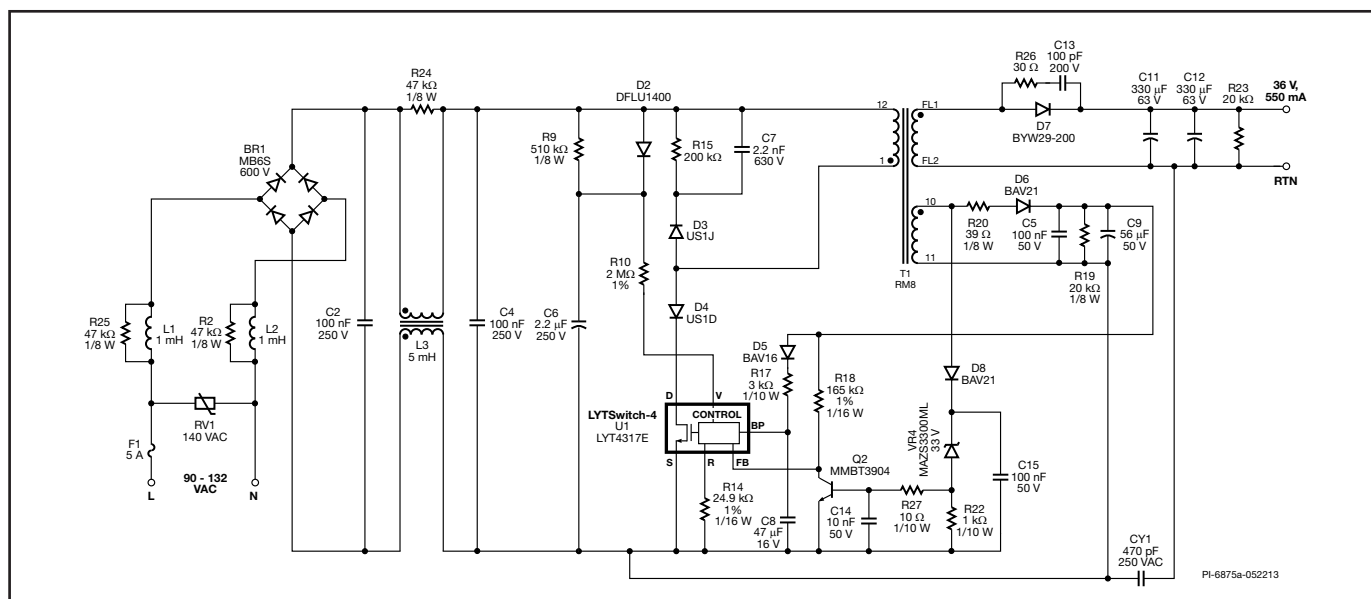 R24
47 kΩ
1/8 W
BR1
MB6S
600 V
R25
47 kΩ
1/8 W
L1
1 mH
R2
47 kΩ
1/8 W
L2
1 mH
RV1
140 VAC
F1
5 A
90 - 132
VAC
L
N
C2
100 nF
250 V
L3
5 mH
C4
100 nF
250 V
R9
510 kΩ
1/8 W
C6
2.2 µF
250 V
D2
DFLU1400
R10
2 MΩ
1%
R15
200 kΩ
C7
2.2 nF
630 V
D3
US1J
D4
US1D
LYTSwitch-4
U1
LYT4317E
D
V
CONTROL
BP
S
R
FB
R14
24.9 kΩ
1%
1/16 W
D5
BAV16
R17
3 kΩ
1/10 W
C8
47 µF
16 V
R18
165 kΩ
1%
1/16 W
Q2
MMBT3904
C14
10 nF
50 V
R27
10 Ω
1/10 W
R22
1 kΩ
1/10 W
VR4
MAZS3300ML
33 V
D8
BAV21
C15
100 nF
50 V
12
1
FL1
FL2
10
11
T1
RM8
R26
30 Ω
C13
100 pF
200 V
D7
BYW29-200
C11
330 µF
63 V
C12
330 µF
63 V
R23
20 kΩ
36 V,
550 mA
RTN
R20
39 Ω
1/8 W
D6
BAV21
C5
100 nF
50 V
R19
20 kΩ
1/8 W
C9
56 µF
50 V
CY1
470 pF
250 VAC
PI-6875a-052213